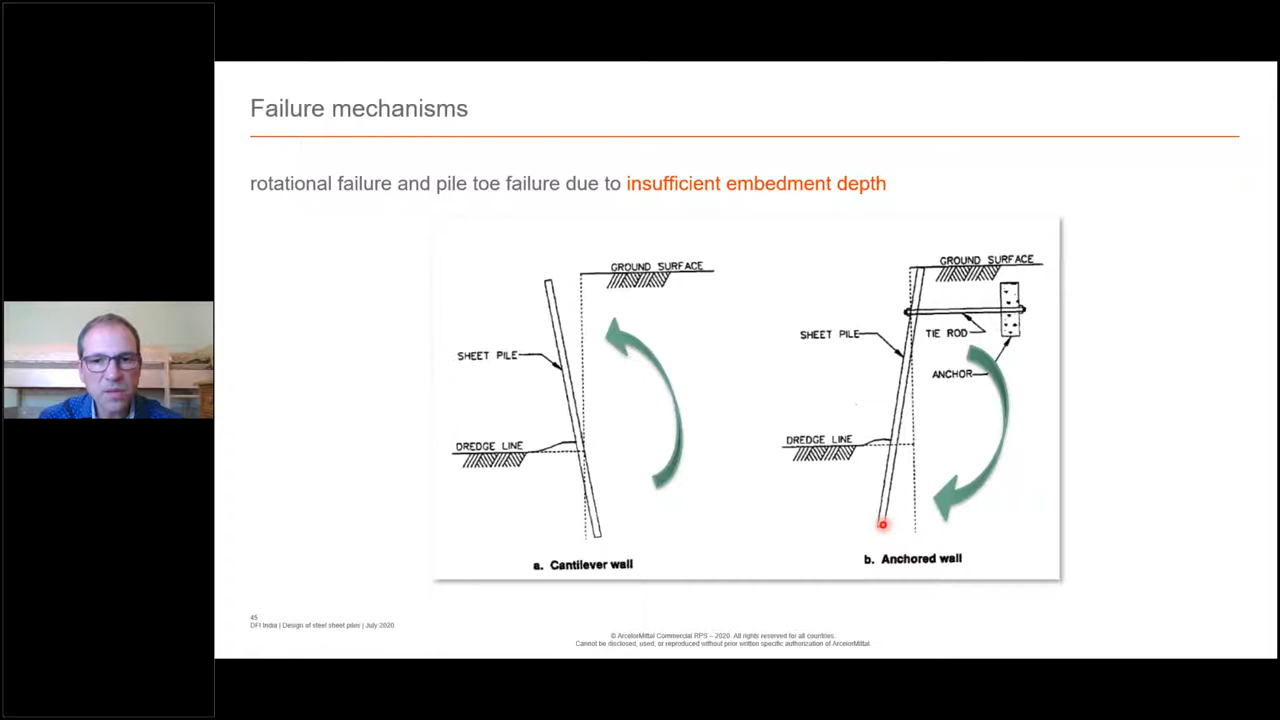 Failure mechanisms
rotational failure and pile toe failure due to insufficient embedment depth
GROUND SURFACE
SHEET PILE
DREDGE LINE
a. Cantilever wall
GROUND SURFACE
SHEET PILE
TIE ROD
ANCHOR
DREDGE LINE
b. Anchored wall
45
DFI India | Design of steel sheet piles | July 2020
© ArcelorMittal Commercial RPS – 2020. All rights reserved for all countries.
Cannot be disclosed, used, or reproduced without prior written specific authorization of ArcelorMittal.